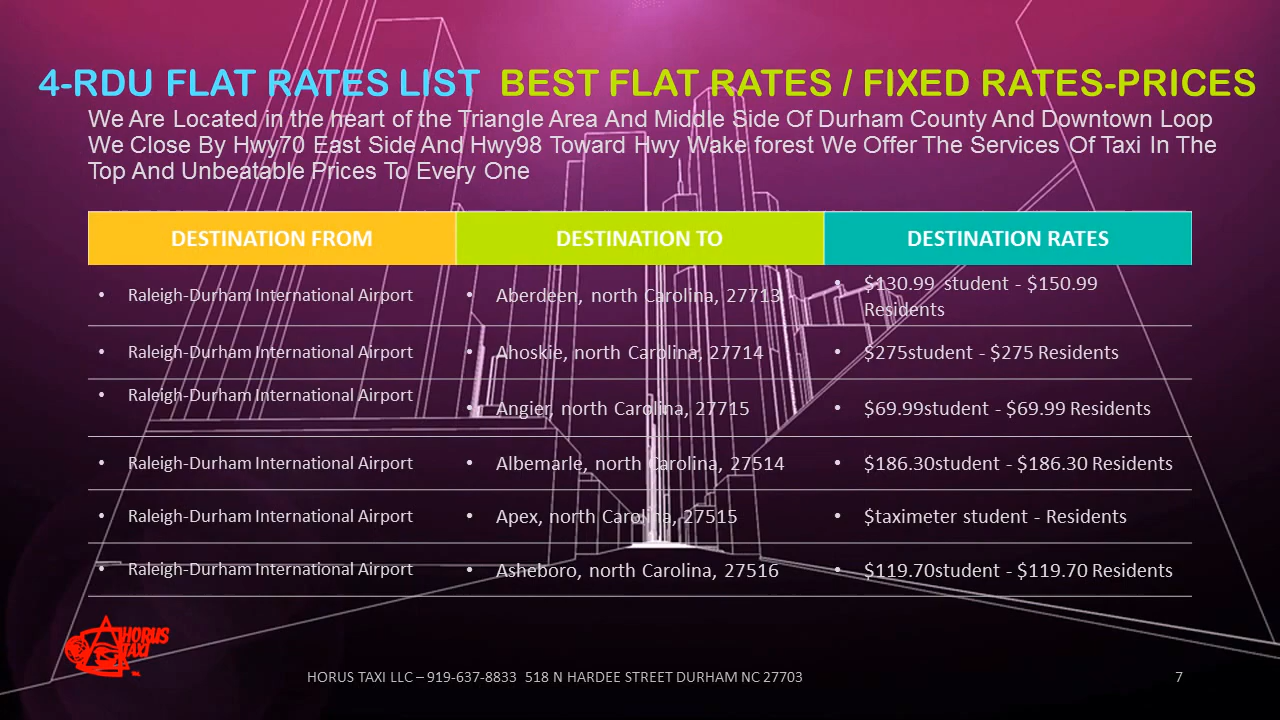 4-RDU FLAT RATES LIST BEST FLAT RATES / FIXED RATES-PRICES
We Are Located in the heart of the Triangle Area And Middle Side Of Durham County And Downtown Loop
We Close By Hwy70 East Side And Hwy98 Toward Hwy Wake forest We Offer The Services Of Taxi In The
Top And Unbeatable Prices To Every One
DESTINATION FROM DESTINATION TO DESTINATION RATES
• Raleigh-Durham International Airport • Aberdeen, north Carolina, 27713 • $130.99 student - $150.99
Residents
• Raleigh-Durham International Airport • Ahoskie, north Carolina, 27714 • $275student - $275 Residents
• Raleigh-Durham International Airport • Angier, north Carolina, 27715 • $69.99student - $69.99 Residents
• Raleigh-Durham International Airport • Albemarle, north Carolina, 27514 • $186.30student - $186.30 Residents
• Raleigh-Durham International Airport • Apex, north Carolina, 27515 • $taximeter student - Residents
• Raleigh-Durham International Airport • Asheboro, north Carolina, 27516 • $119.70student - $119.70 Residents
HORUS
TAXI
HORUS TAXI LLC – 919-637-8833 518 N HARDEE STREET DURHAM NC 27703 7